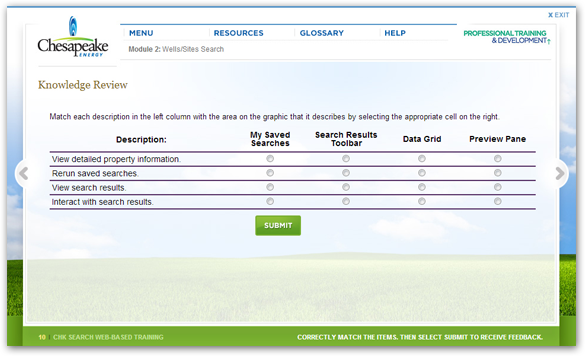 X EXIT
Chesapeake
ENERGY
MENU RESOURCES GLOSSARY HELP
PROFESSIONAL TRAINING
& DEVELOPMENT
Module 2: Wells/Sites Search
Knowledge Review
Match each description in the left column with the area on the graphic that it describes by selecting the appropriate cell on the right.
Description: My Saved Searches Search Results Toolbar Data Grid Preview Pane
View detailed property information.
Rerun saved searches.
View search results.
Interact with search results.
SUBMIT
10 | CHK SEARCH WEB-BASED TRAINING
CORRECTLY MATCH THE ITEMS. THEN SELECT SUBMIT TO RECEIVE FEEDBACK.